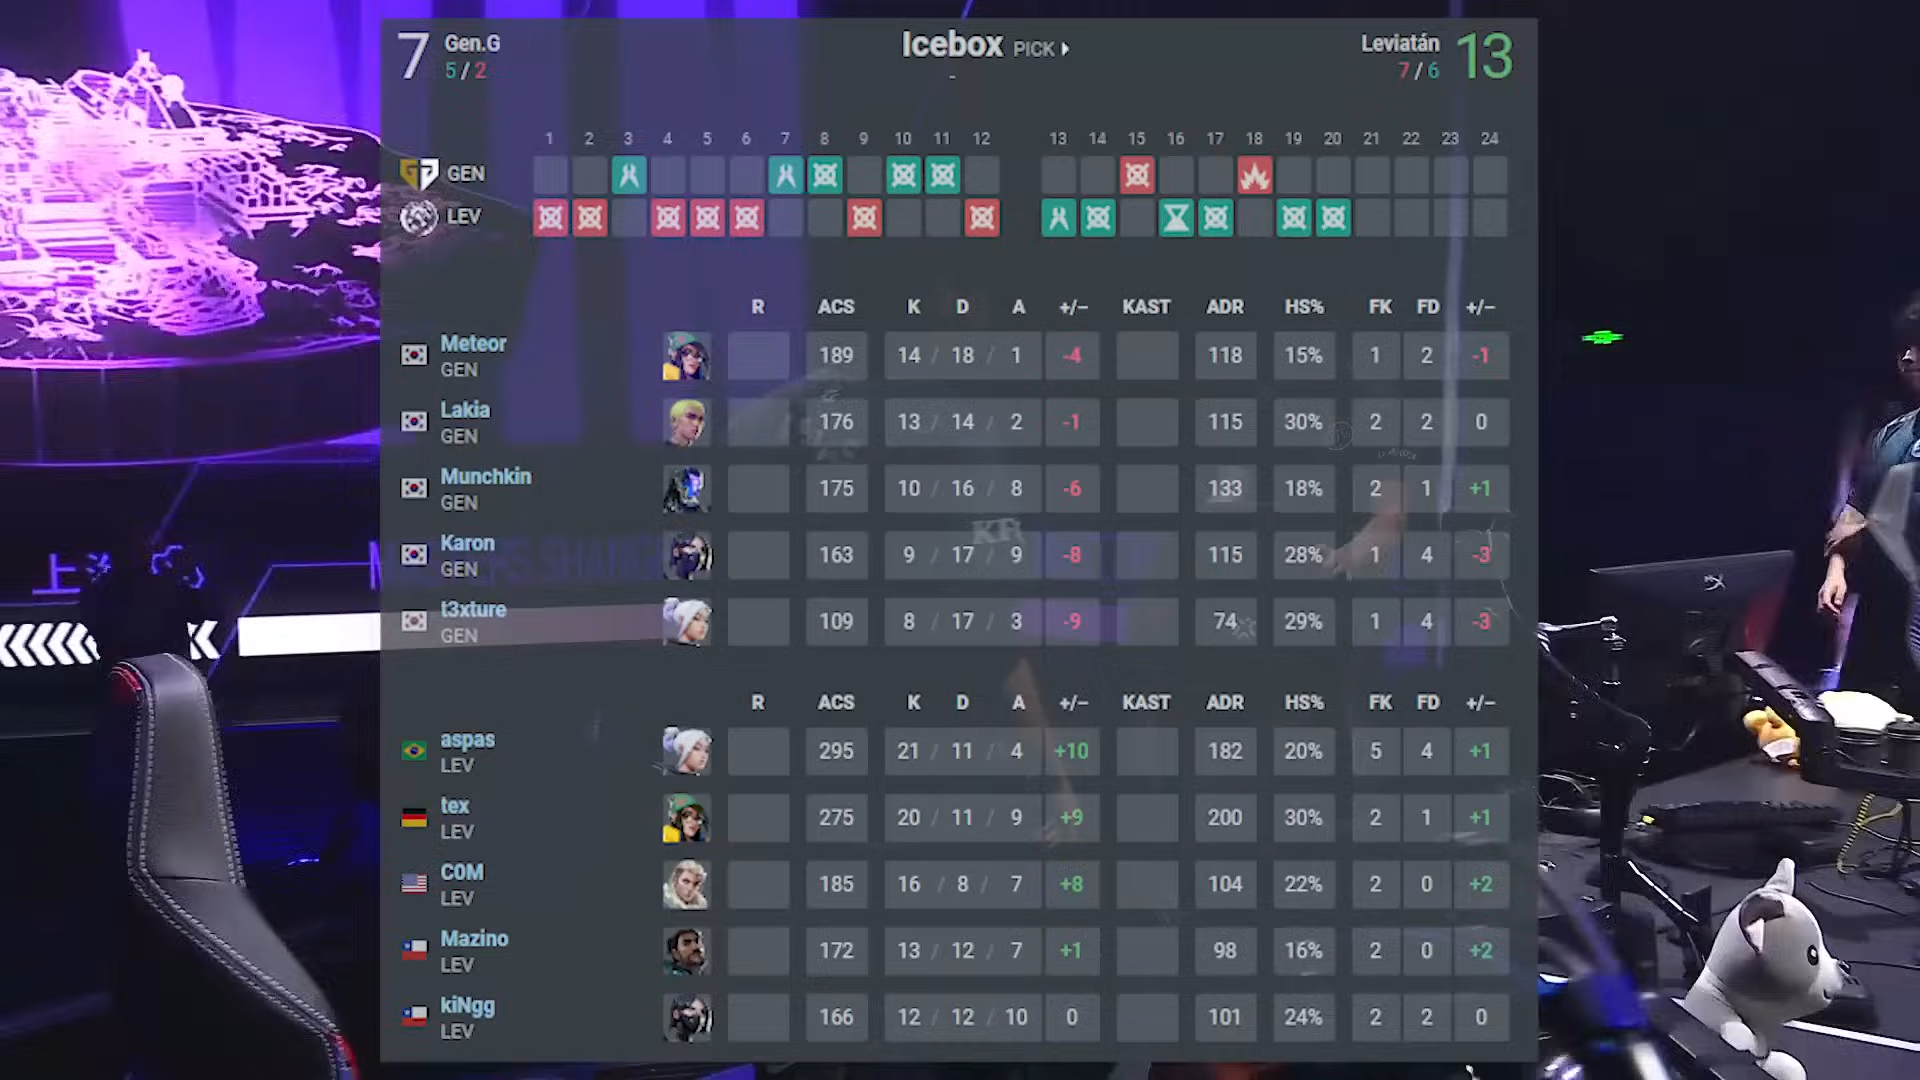 7 Gen.G Icebox PICK Leviatán 13
5 / 2 - 7 / 6
1 2 3 4 5 6 7 8 9 10 11 12 13 14 15 16 17 18 19 20 21 22 23 24
GEN
LEV
R ACS K D A +/− KAST ADR HS% FK FD +/−
Meteor
GEN
189 14 / 18 / 1 -4 118 15% 1 2 -1
Lakia
GEN
176 13 / 14 / 2 -1 115 30% 2 2 0
Munchkin
GEN
175 10 / 16 / 8 -6 133 18% 2 1 +1
Karon
GEN
163 9 / 17 / 9 -8 115 28% 1 4 -3
t3xture
GEN
109 8 / 17 / 3 -9 74 29% 1 4 -3
R ACS K D A +/− KAST ADR HS% FK FD +/−
aspas
LEV
295 21 / 11 / 4 +10 182 20% 5 4 +1
tex
LEV
275 20 / 11 / 9 +9 200 30% 2 1 +1
C0M
LEV
185 16 / 8 / 7 +8 104 22% 2 0 +2
Mazino
LEV
172 13 / 12 / 7 +1 98 16% 2 0 +2
kiNgg
LEV
166 12 / 12 / 10 0 101 24% 2 2 0